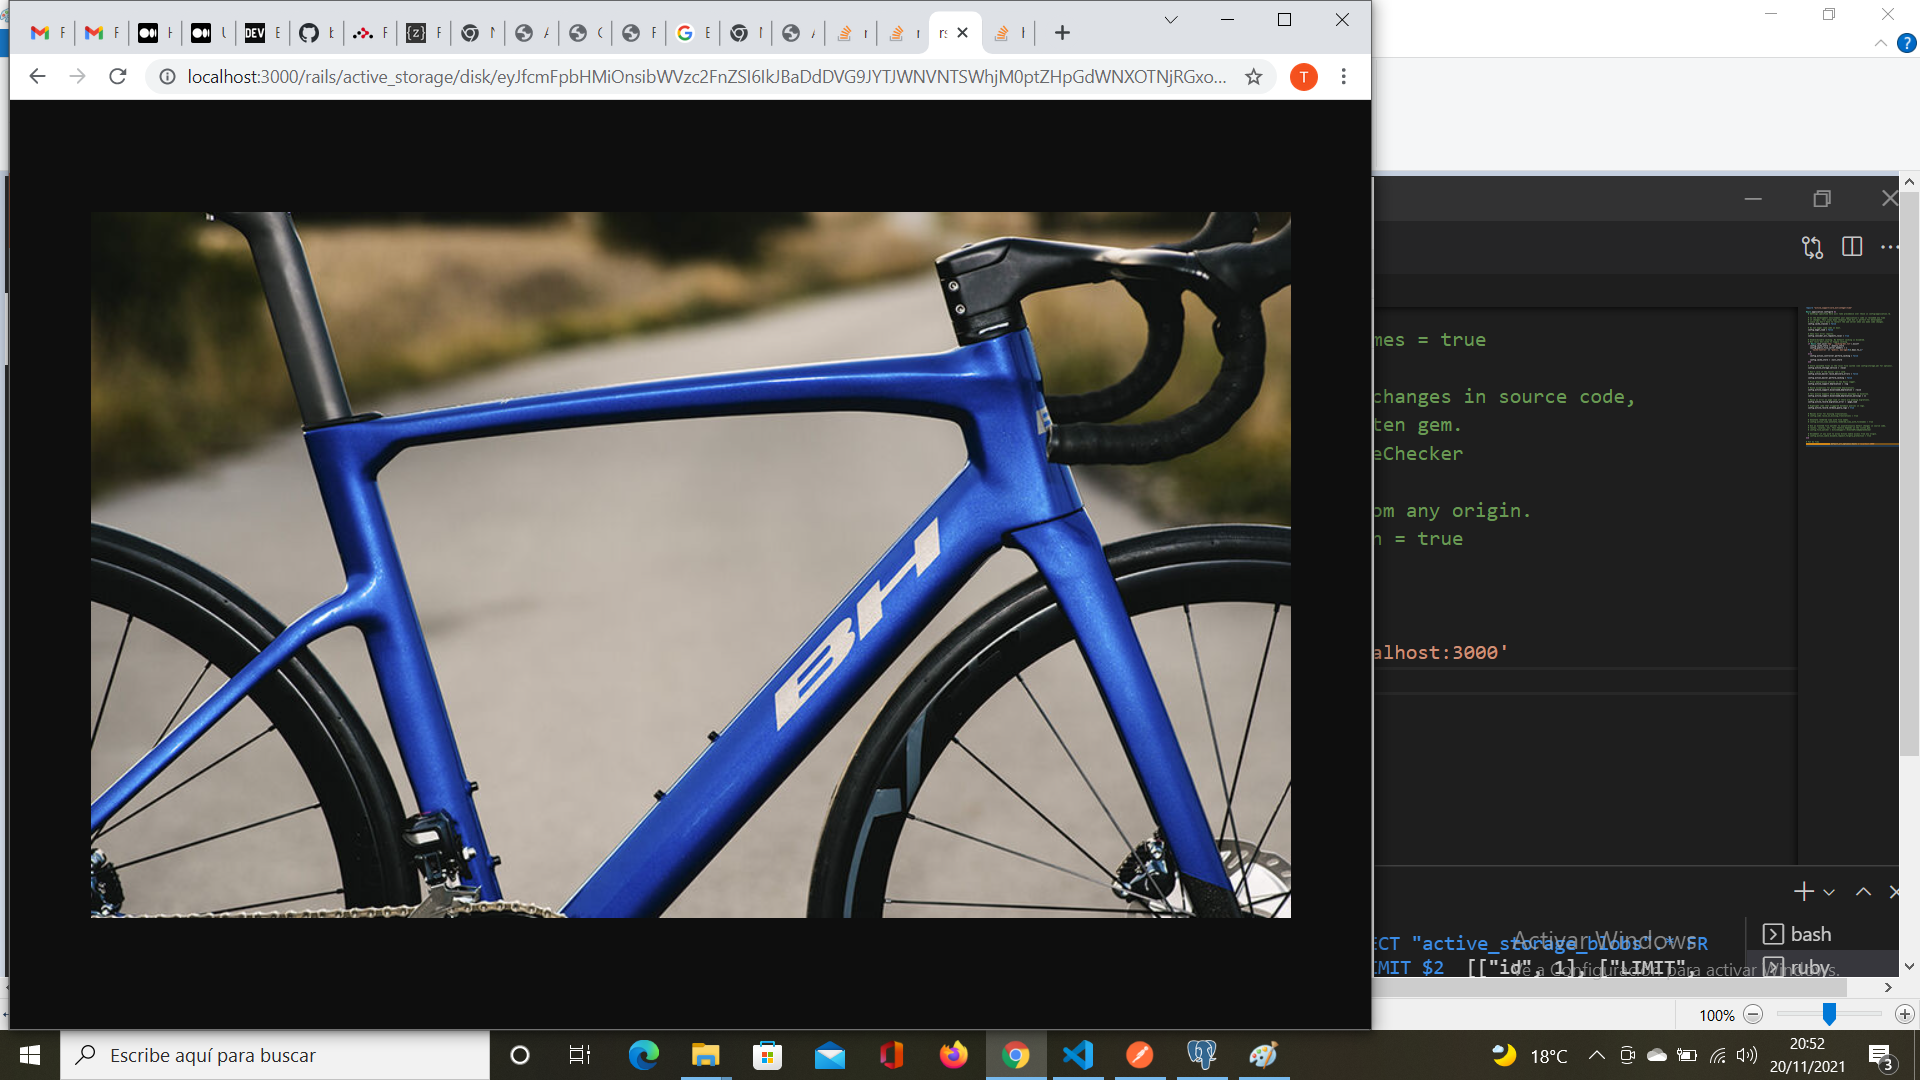 DEV
localhost:3000/rails/active_storage/disk/eyJfcmFpbHMiOnsibWVzc2FnZSI6IkJBaDdDVG9JYTJWNVNTSWhjM0ptZHpGdWNXOTNjRGxo...
T
BH
mes = true
changes in source code,
ten gem.
eChecker
om any origin.
n = true
alhost:3000'
bash
ruby
ECT "active_storage_blobs".* FR
IMIT $2 [["id", 1], ["LIMIT",
Activar Windows
Ve a Configuración para activar Windows.
100%
Escribe aquí para buscar
18°C
20:52
20/11/2021
3